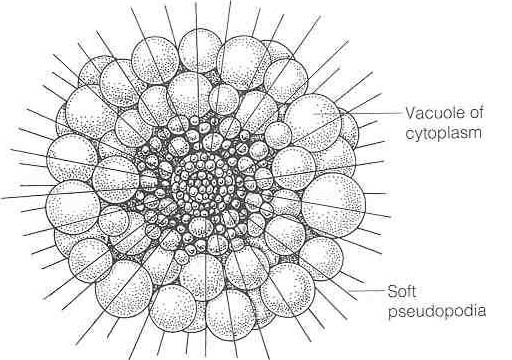 Vacuole of
cytoplasm
Soft
pseudopodia